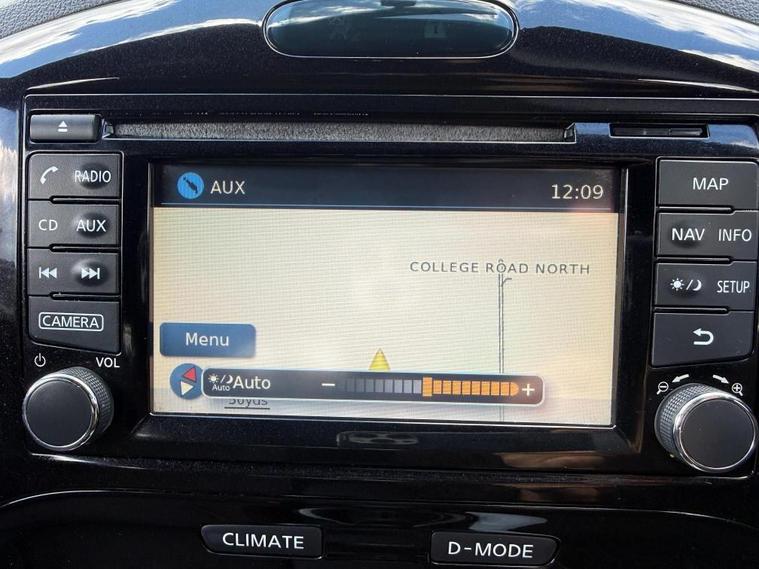 RADIO
CD AUX
CAMERA
VOL
AUX 12:09
COLLEGE ROAD NORTH
Menu
Auto Auto − +
50yds
MAP
NAV INFO
SETUP
CLIMATE
D-MODE